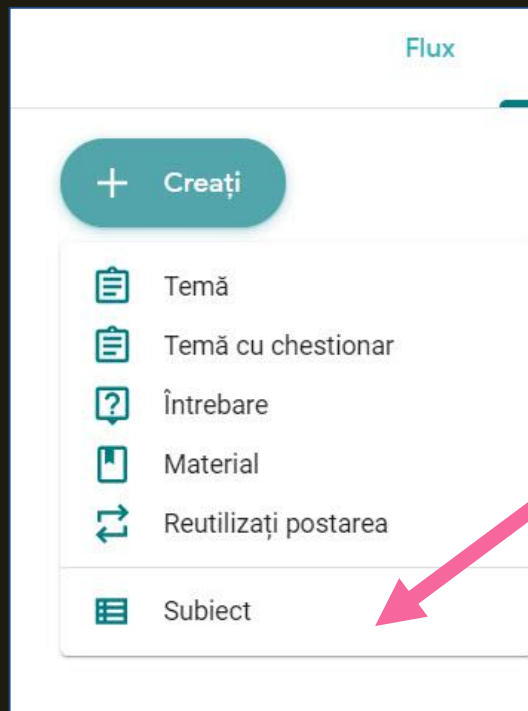 Flux
Creați
Temă
Temă cu chestionar
Întrebare
Material
Reutilizați postarea
Subiect